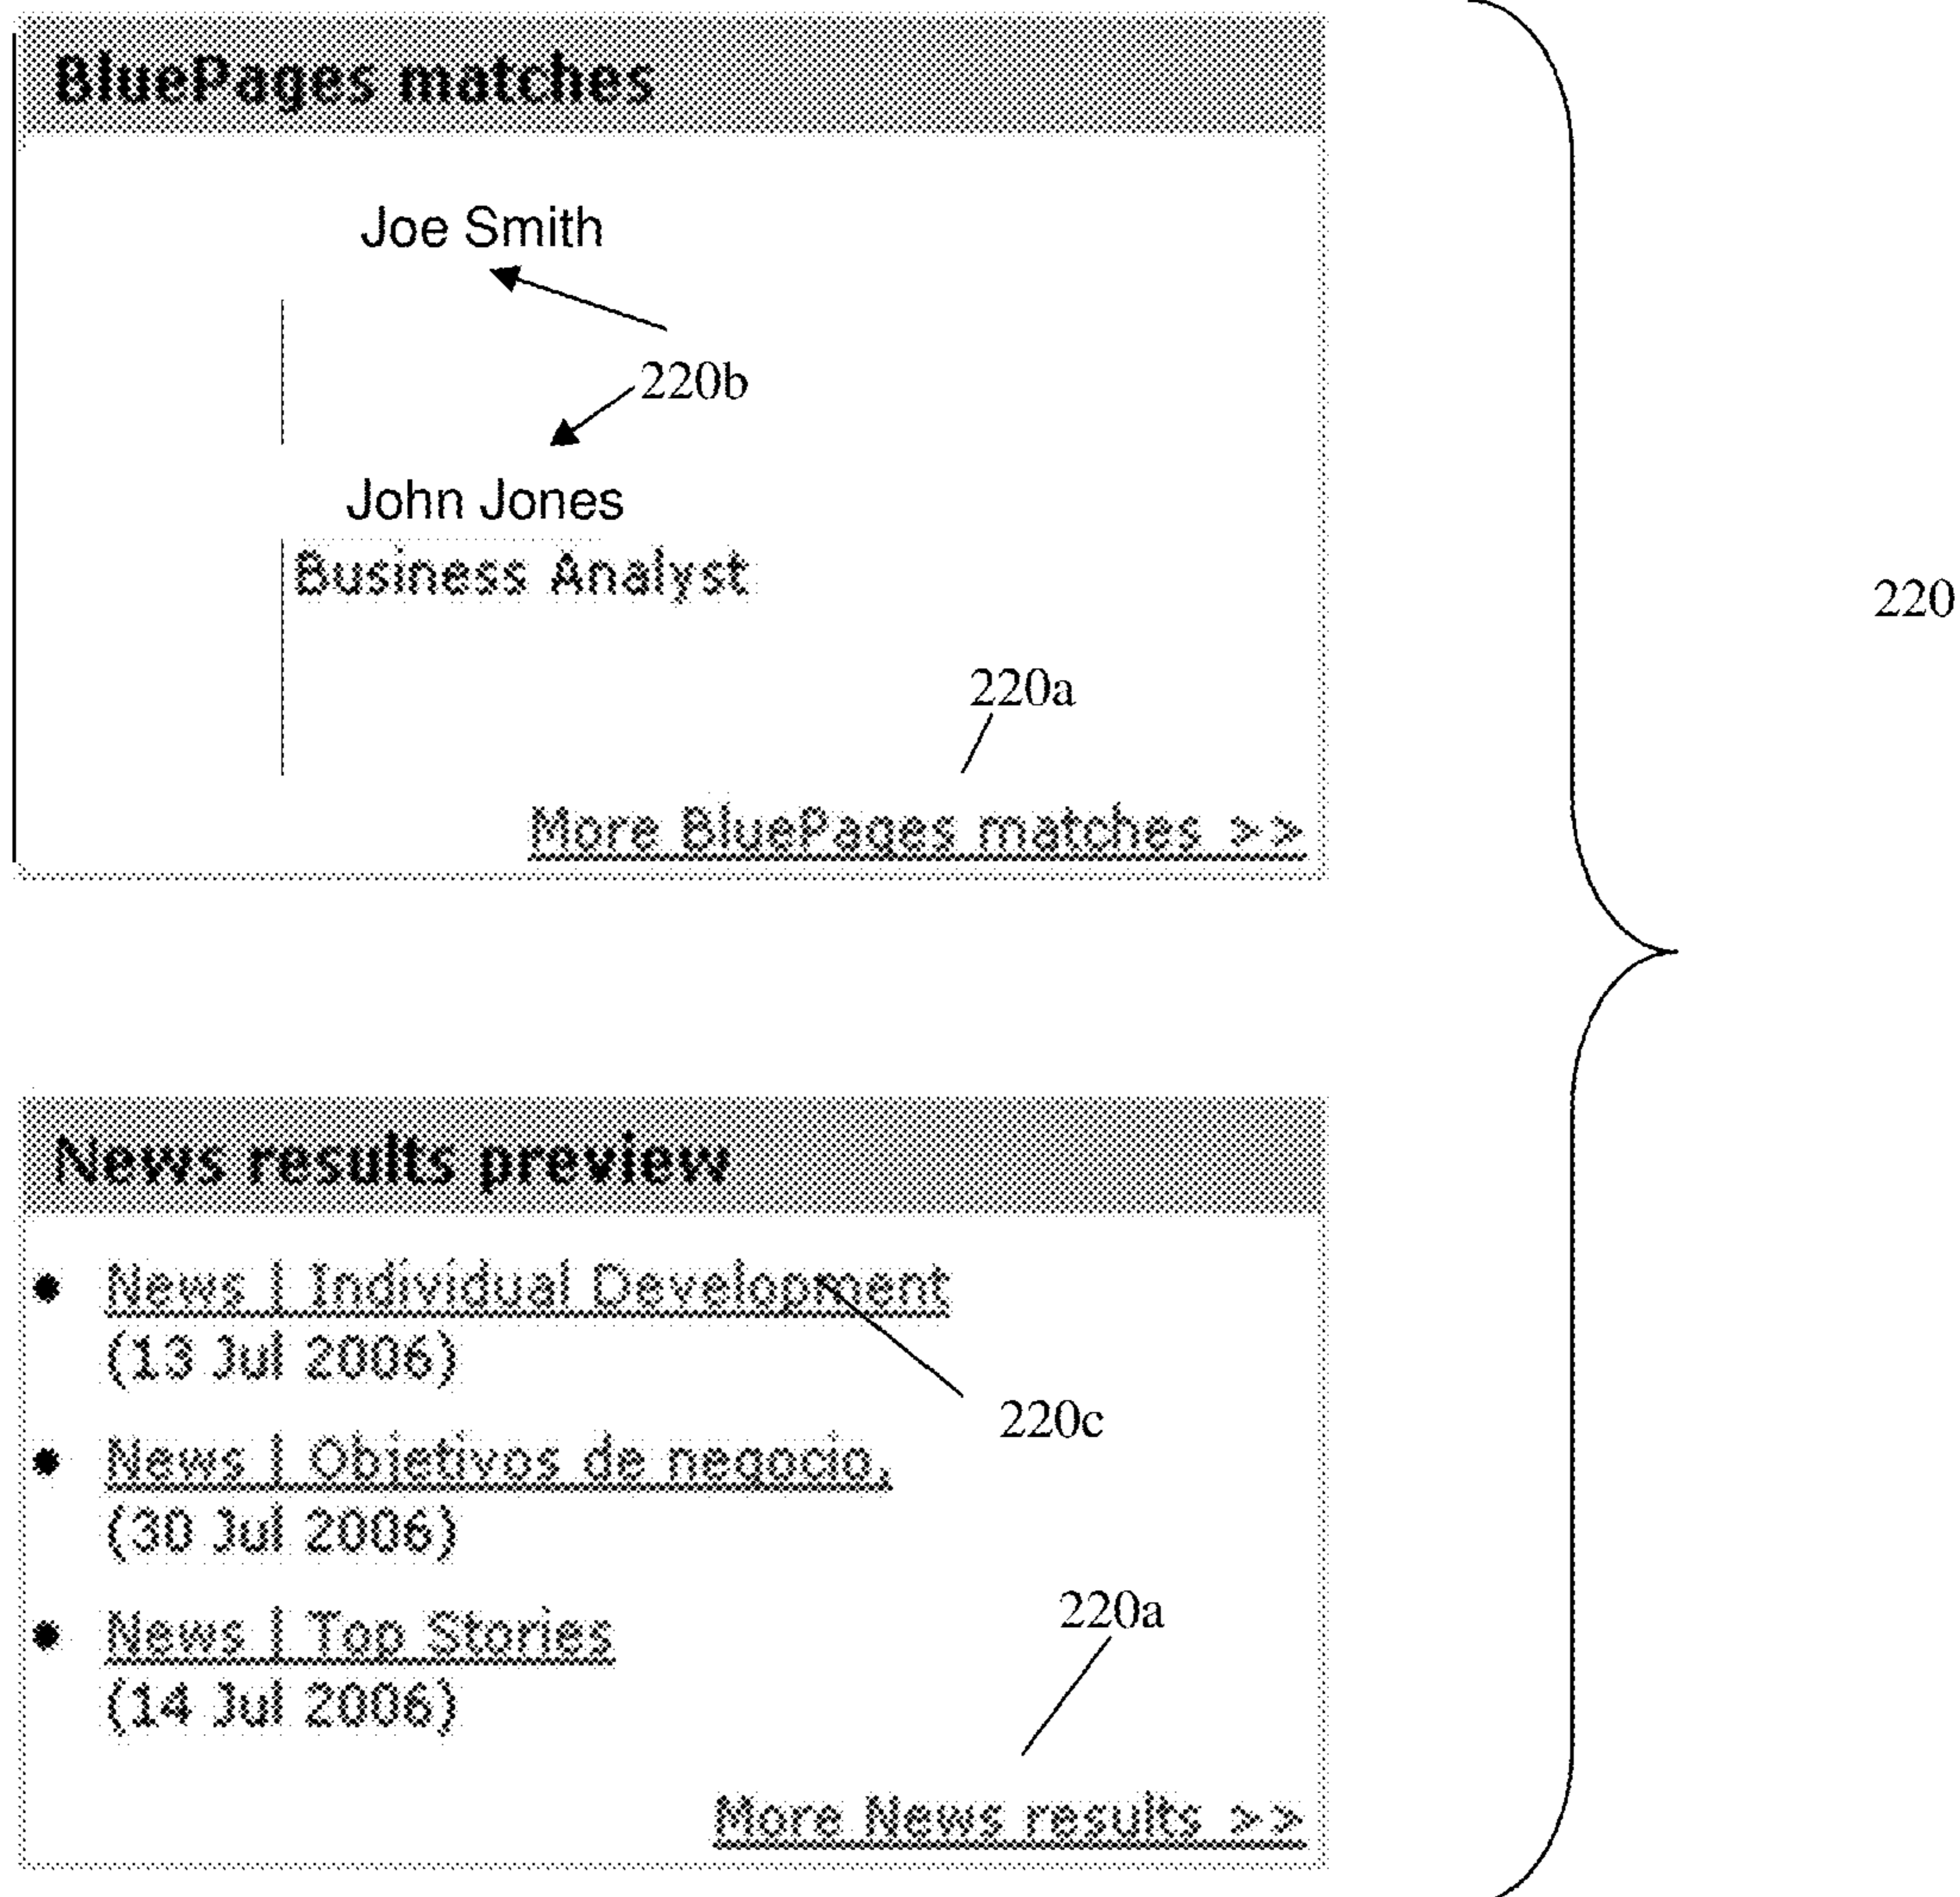 BluePages matches
Joe Smith
220b
John Jones
Business Analyst
220
220a
More BluePages matches >>
News results preview
• News | Individual Development
(13 Jul 2006)
220c
• News | Objetivos de negocio.
(30 Jul 2006)
• News | Top Stories
220a
(14 Jul 2006)
More News results >>